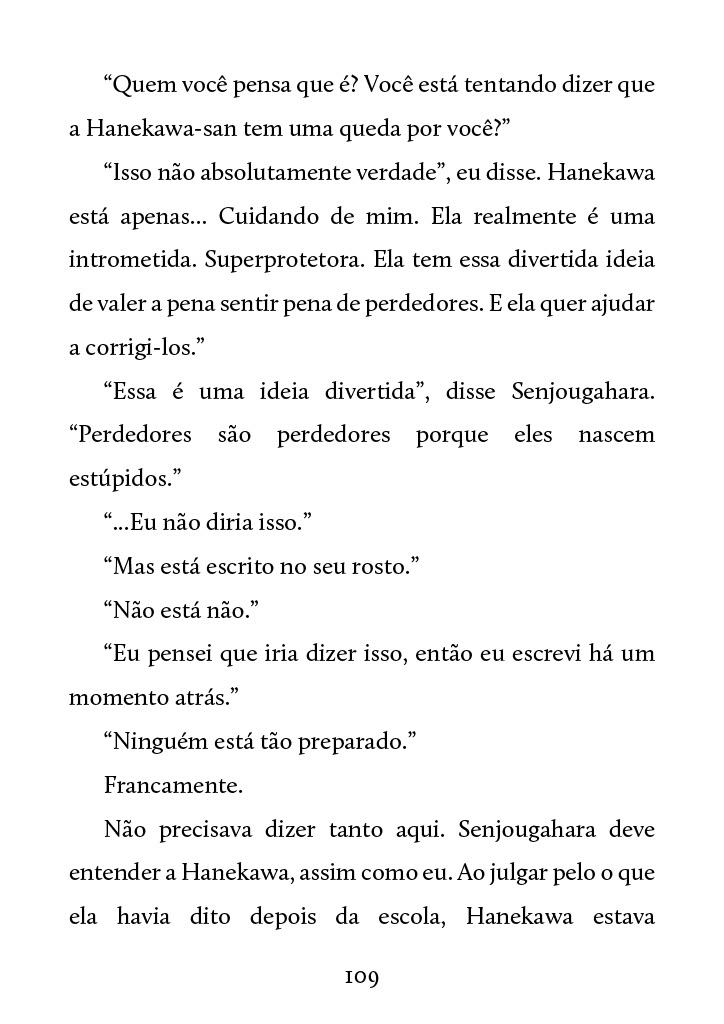 “Quem você pensa que é? Você está tentando dizer que
a Hanekawa-san tem uma queda por você?”
“Isso não absolutamente verdade”, eu disse. Hanekawa
está apenas... Cuidando de mim. Ela realmente é uma
intrometida. Superprotetora. Ela tem essa divertida ideia
de valer a pena sentir pena de perdedores. E ela quer ajudar
a corrigi-los.”
“Essa é uma ideia divertida”, disse Senjougahara.
“Perdedores são perdedores porque eles nascem
estúpidos.”
“...Eu não diria isso.”
“Mas está escrito no seu rosto.”
“Não está não.”
“Eu pensei que iria dizer isso, então eu escrevi há um
momento atrás.”
“Ninguém está tão preparado.”
Francamente.
Não precisava dizer tanto aqui. Senjougahara deve
entender a Hanekawa, assim como eu. Ao julgar pelo o que
ela havia dito depois da escola, Hanekawa estava
109